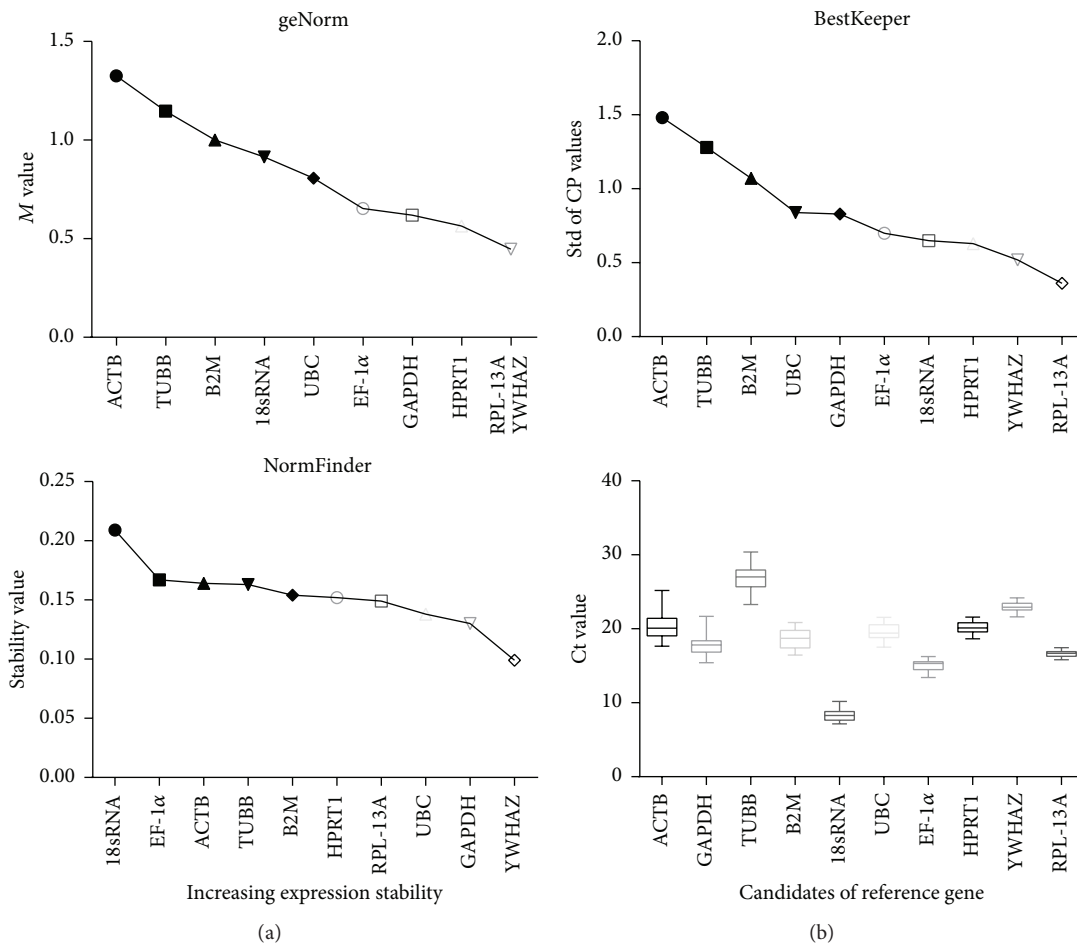 geNorm
M value
1.5
1.0
0.5
0.0
ACTB
TUBB
B2M
18sRNA
UBC
EF-1α
GAPDH
HPRT1
RPL-13A
YWHAZ
BestKeeper
Std of CP values
2.0
1.5
1.0
0.5
0.0
ACTB
TUBB
B2M
UBC
GAPDH
EF-1α
18sRNA
HPRT1
YWHAZ
RPL-13A
NormFinder
Stability value
0.25
0.20
0.15
0.10
0.05
0.00
18sRNA
EF-1α
ACTB
TUBB
B2M
HPRT1
RPL-13A
UBC
GAPDH
YWHAZ
Increasing expression stability
(a)
Ct value
40
30
20
10
0
ACTB
GAPDH
TUBB
B2M
18sRNA
UBC
EF-1α
HPRT1
YWHAZ
RPL-13A
Candidates of reference gene
(b)